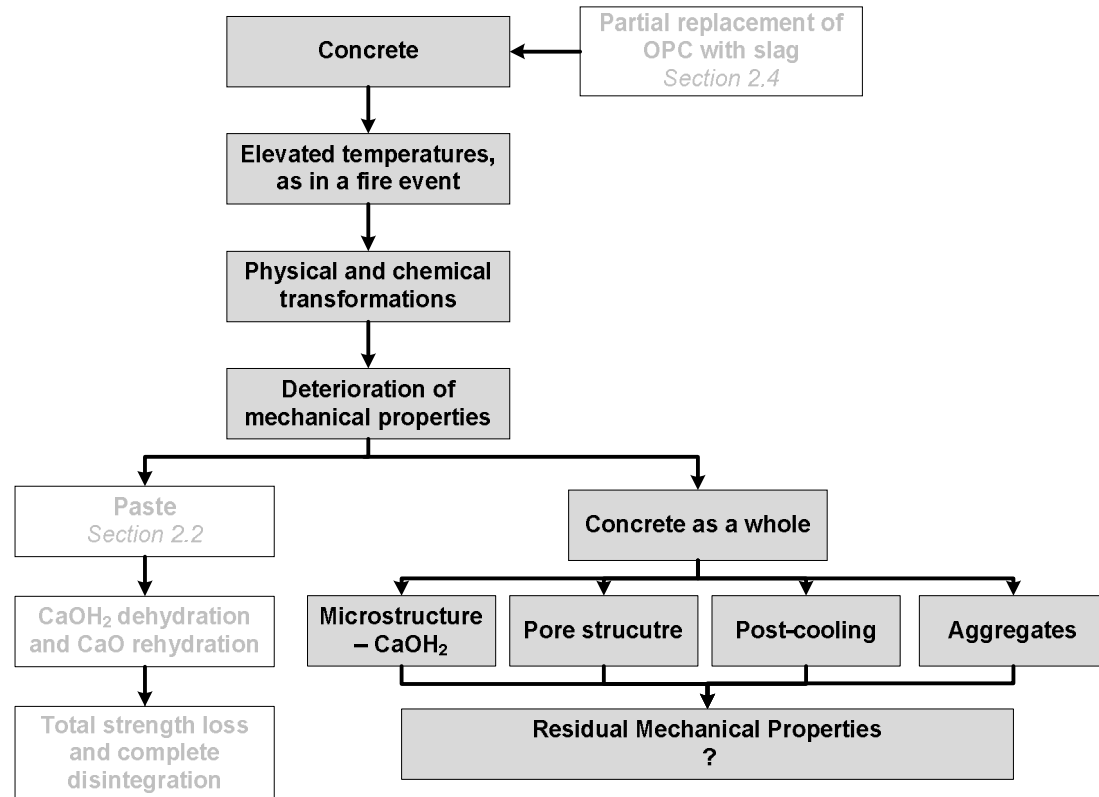 Concrete
Partial replacement of
OPC with slag
Section 2.4
Elevated temperatures,
as in a fire event
Physical and chemical
transformations
Deterioration of
mechanical properties
Paste
Section 2.2
Concrete as a whole
CaOH₂ dehydration
and CaO rehydration
Microstructure
– CaOH₂
Pore strucutre
Post-cooling
Aggregates
Total strength loss
and complete
disintegration
Residual Mechanical Properties
?